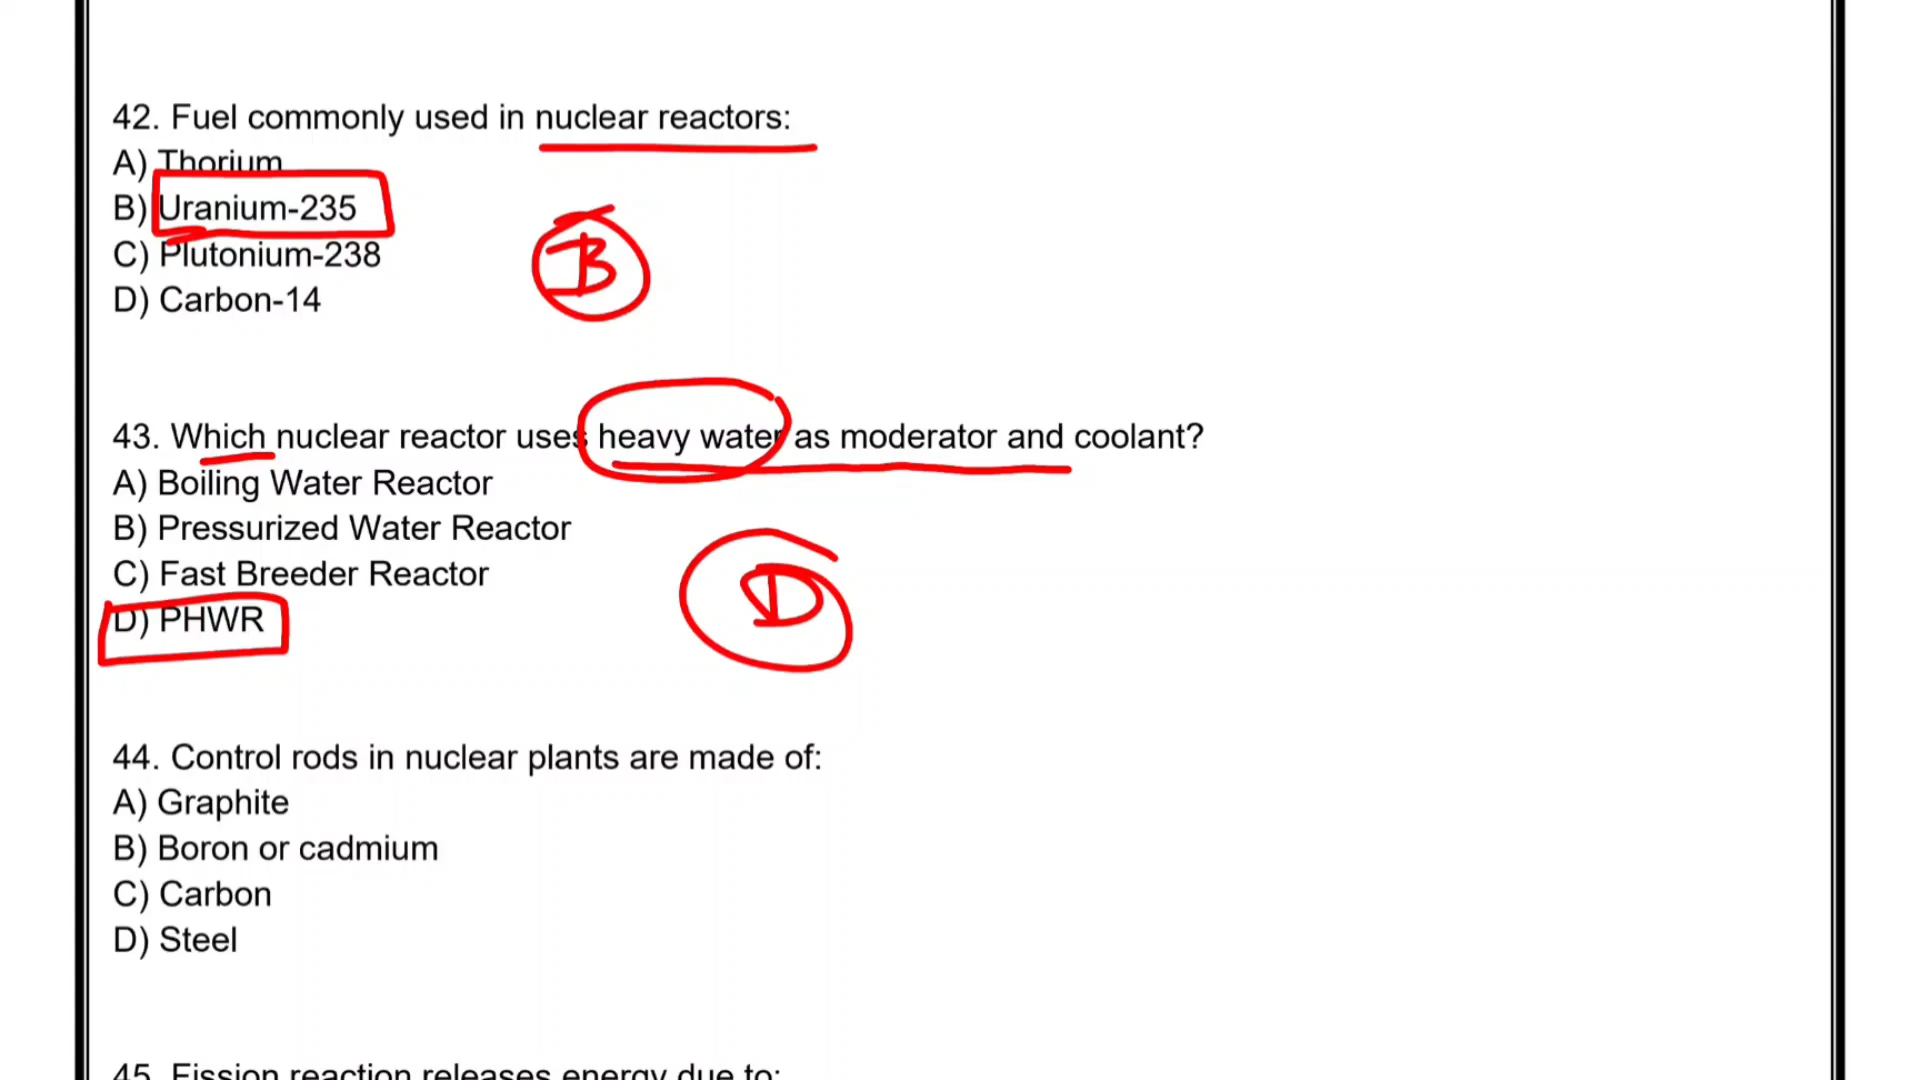 42. Fuel commonly used in nuclear reactors:
A) Thorium
B) Uranium-235
C) Plutonium-238
D) Carbon-14
B
43. Which nuclear reactor uses heavy water as moderator and coolant?
A) Boiling Water Reactor
B) Pressurized Water Reactor
C) Fast Breeder Reactor
D) PHWR
D
44. Control rods in nuclear plants are made of:
A) Graphite
B) Boron or cadmium
C) Carbon
D) Steel
45. Fission reaction releases energy due to: